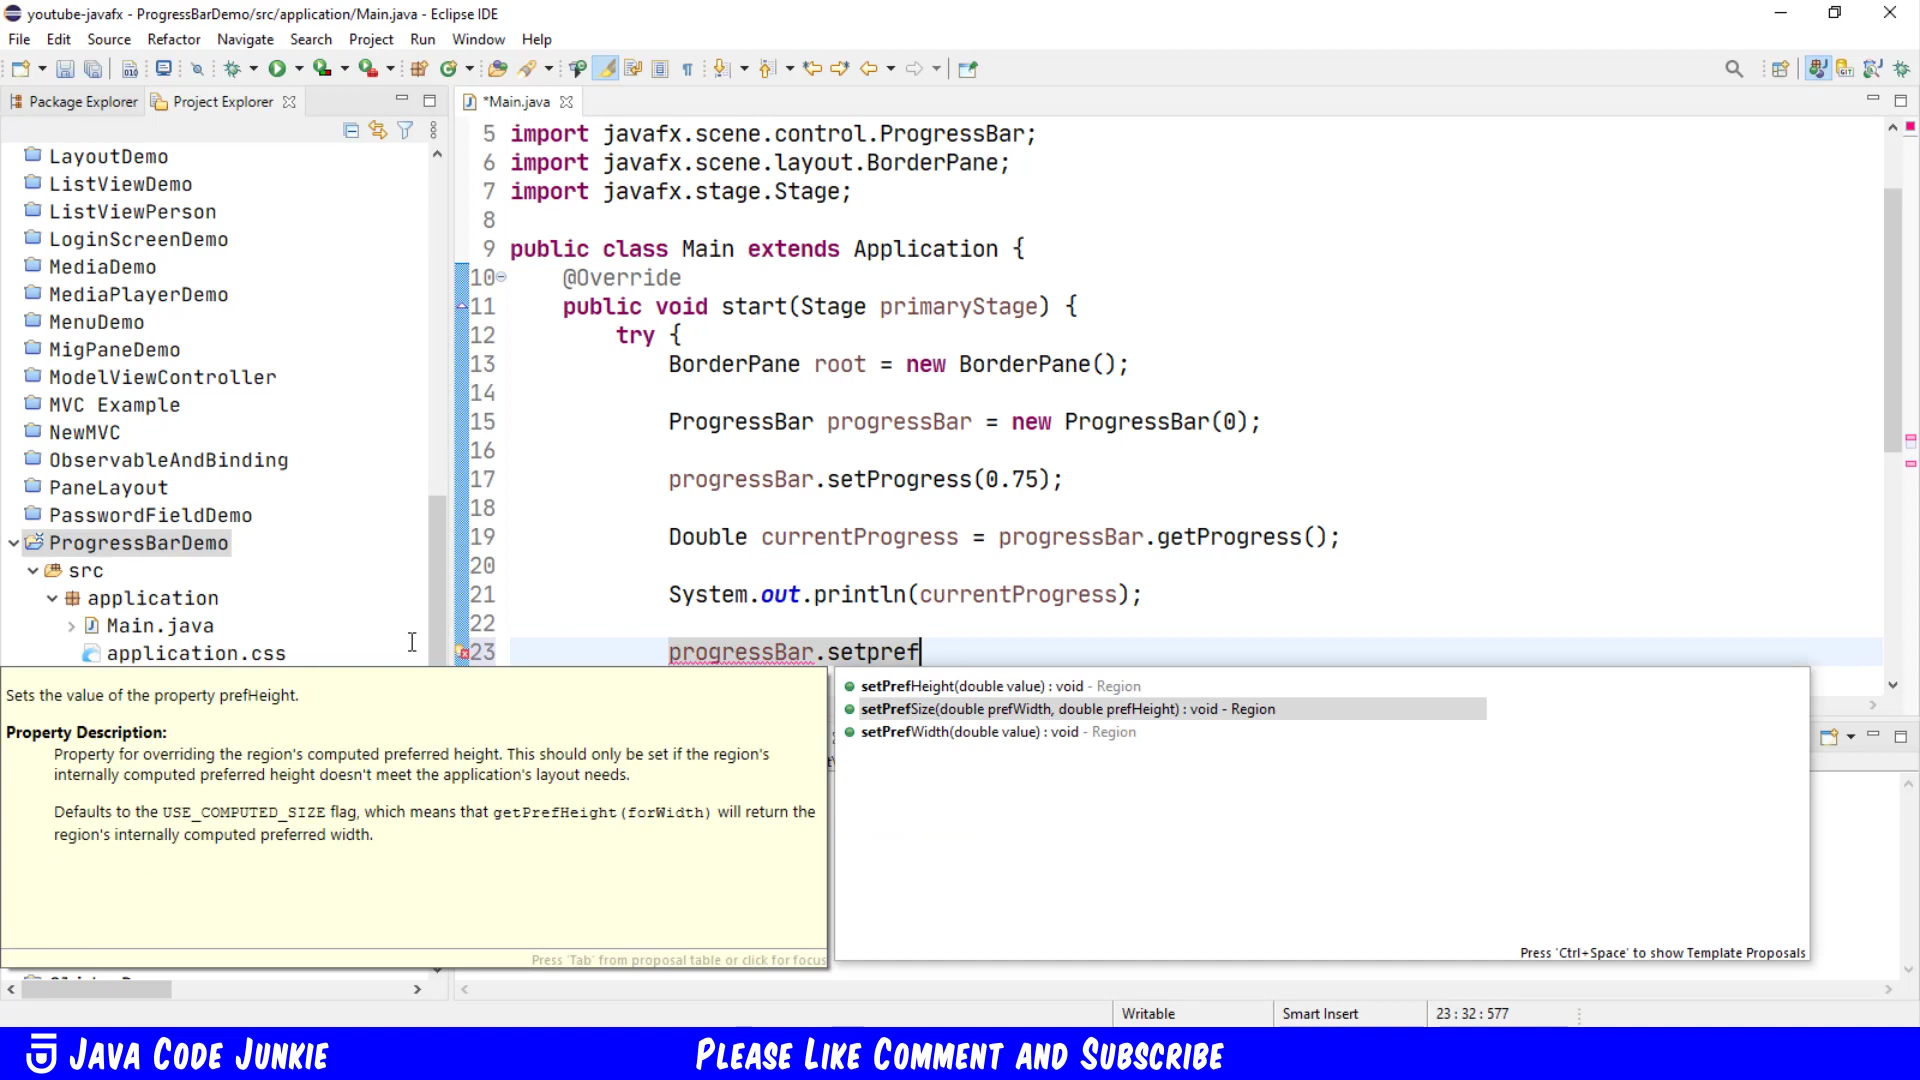 youtube-javafx - ProgressBarDemo/src/application/Main.java - Eclipse IDE
File Edit Source Refactor Navigate Search Project Run Window Help
Package Explorer Project Explorer
*Main.java
LayoutDemo
ListViewDemo
ListViewPerson
LoginScreenDemo
MediaDemo
MediaPlayerDemo
MenuDemo
MigPaneDemo
ModelViewController
MVC Example
NewMVC
ObservableAndBinding
PaneLayout
PasswordFieldDemo
ProgressBarDemo
src
application
Main.java
application.css
5 import javafx.scene.control.ProgressBar;
6 import javafx.scene.layout.BorderPane;
7 import javafx.stage.Stage;
8
9 public class Main extends Application {
10 @Override
11 public void start(Stage primaryStage) {
12 try {
13 BorderPane root = new BorderPane();
14
15 ProgressBar progressBar = new ProgressBar(0);
16
17 progressBar.setProgress(0.75);
18
19 Double currentProgress = progressBar.getProgress();
20
21 System.out.println(currentProgress);
22
23 progressBar.setpref
Sets the value of the property prefHeight.
Property Description:
Property for overriding the region's computed preferred height. This should only be set if the region's
internally computed preferred height doesn't meet the application's layout needs.
Defaults to the USE_COMPUTED_SIZE flag, which means that getPrefHeight(forWidth) will return the
region's internally computed preferred width.
Press 'Tab' from proposal table or click for focus
setPrefHeight(double value) : void - Region
setPrefSize(double prefWidth, double prefHeight) : void - Region
setPrefWidth(double value) : void - Region
Press 'Ctrl+Space' to show Template Proposals
Writable Smart Insert 23 : 32 : 577
JAVA CODE JUNKIE
PLEASE LIKE COMMENT AND SUBSCRIBE